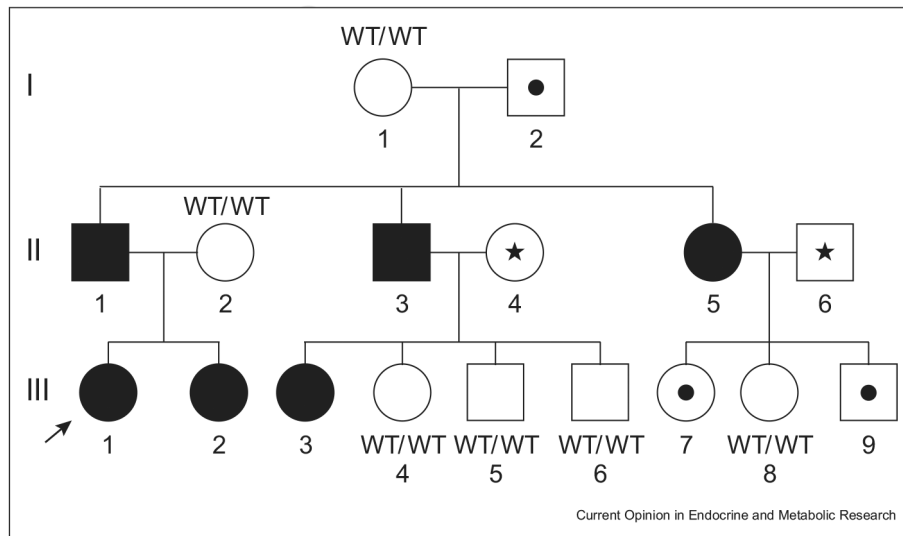 WT/WT
I
1 2
WT/WT
II
1 2 3 4 5 6
III
1 2 3 WT/WT WT/WT WT/WT 7 WT/WT 9
4 5 6 8
Current Opinion in Endocrine and Metabolic Research